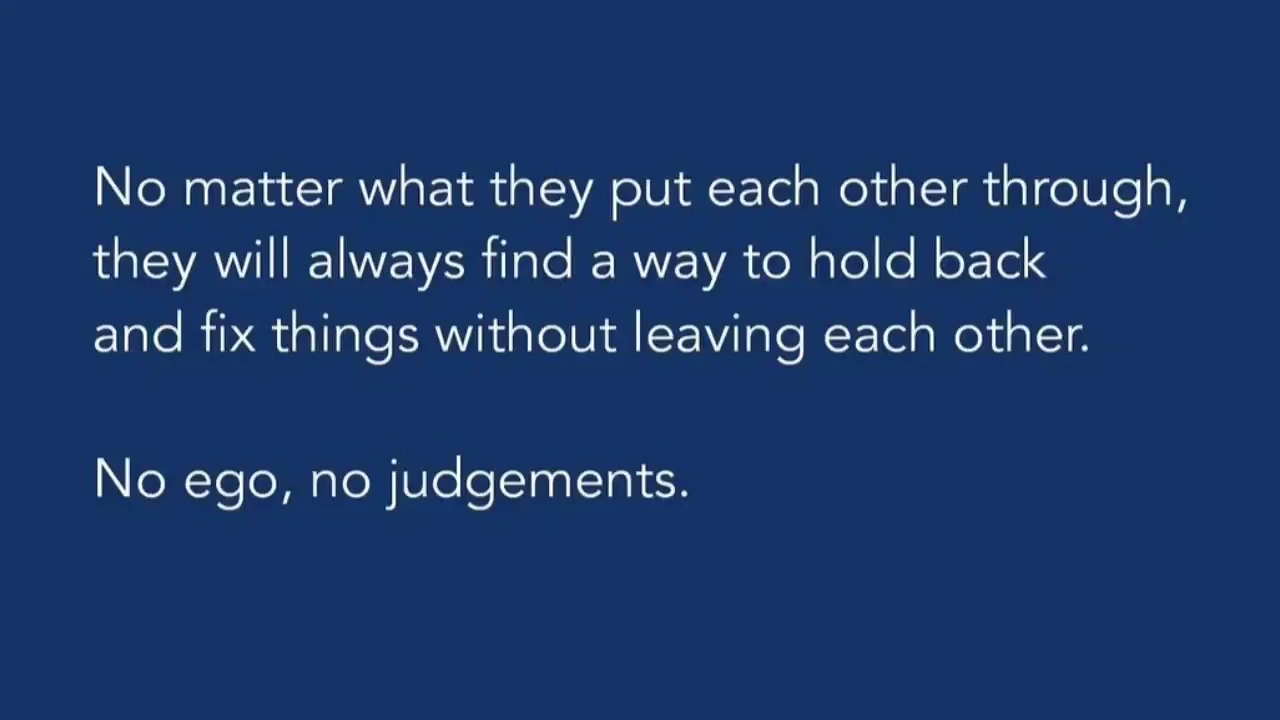 No matter what they put each other through,
they will always find a way to hold back
and fix things without leaving each other.
No ego, no judgements.